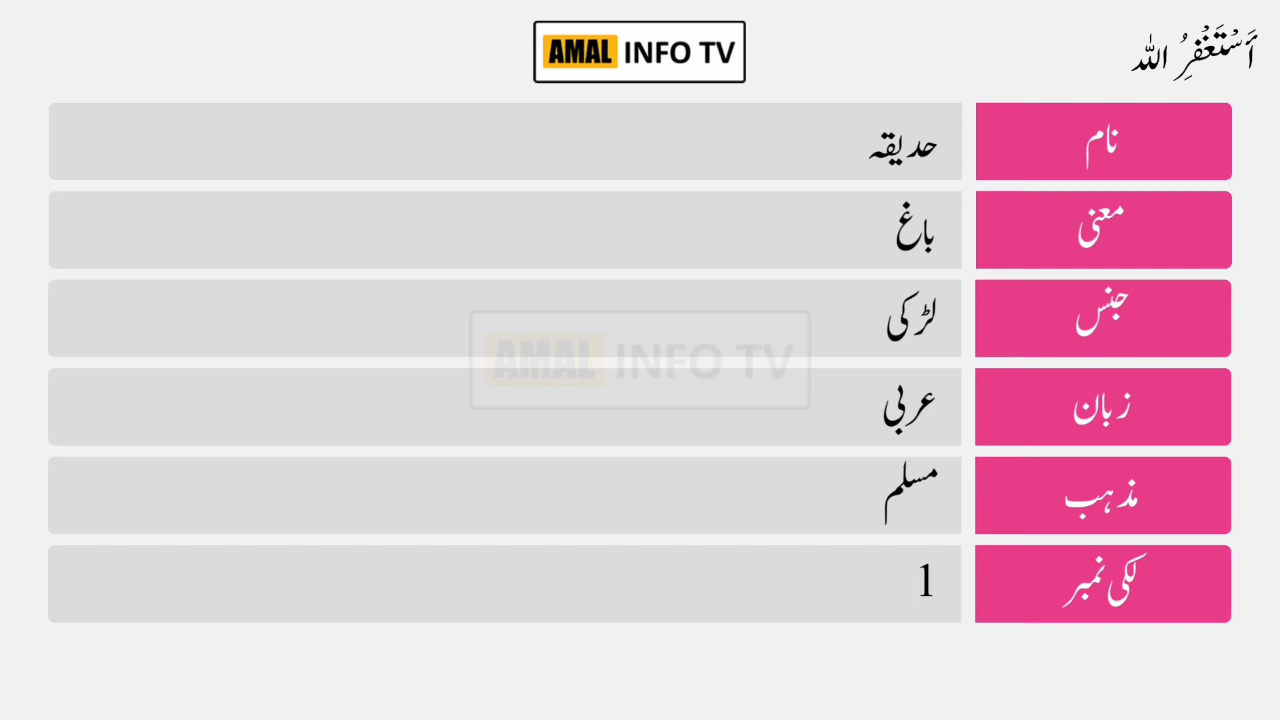 AMAL INFO TV
أَسْتَغْفِرُ اللّٰه
نام حدیقہ
معنی باغ
جنس لڑکی
زبان عربی
مذہب مسلم
لکی نمبر 1
AMAL INFO TV